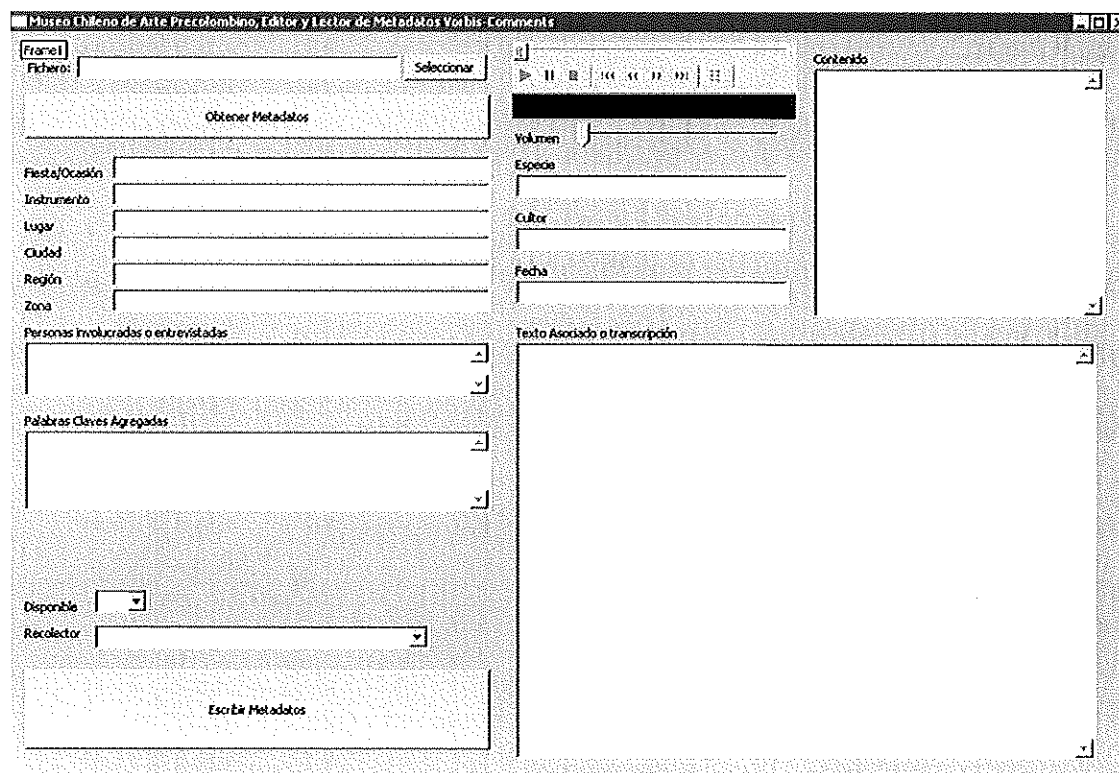 Museo Chileno de Arte Precolombino, Editor y Lector de Metadatos Vorbis-Comments
Frame1
Fichero:
Seleccionar
Obtener Metadatos
Fiesta/Ocasión
Instrumento
Lugar
Ciudad
Región
Zona
Personas Involucradas o entrevistadas
Palabras Claves Agregadas
Disponible
Recolector
Escribir Metadatos
Volumen
Especie
Cultor
Fecha
Contenido
Texto Asociado o transcripción